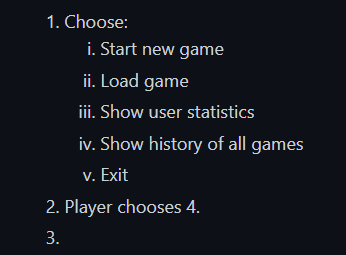 1. Choose:
i. Start new game
ii. Load game
iii. Show user statistics
iv. Show history of all games
v. Exit
2. Player chooses 4.
3.